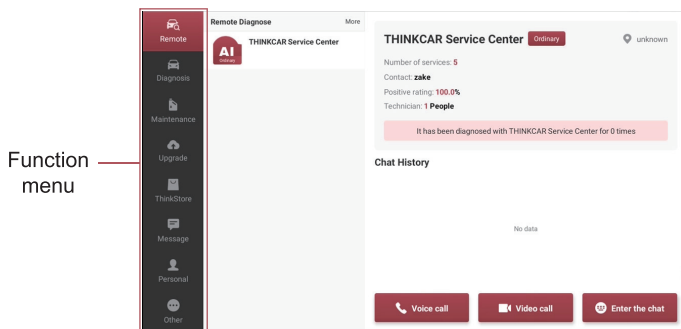 Function
menu
Remote
Diagnosis
Maintenance
Upgrade
ThinkStore
Message
Personal
Other
Remote Diagnose More
AI
Ordinary
THINKCAR Service Center
THINKCAR Service Center Ordinary unknown
Number of services: 5
Contact: zake
Positive rating: 100.0%
Technician: 1 People
It has been diagnosed with THINKCAR Service Center for 0 times
Chat History
No data
Voice call Video call Enter the chat